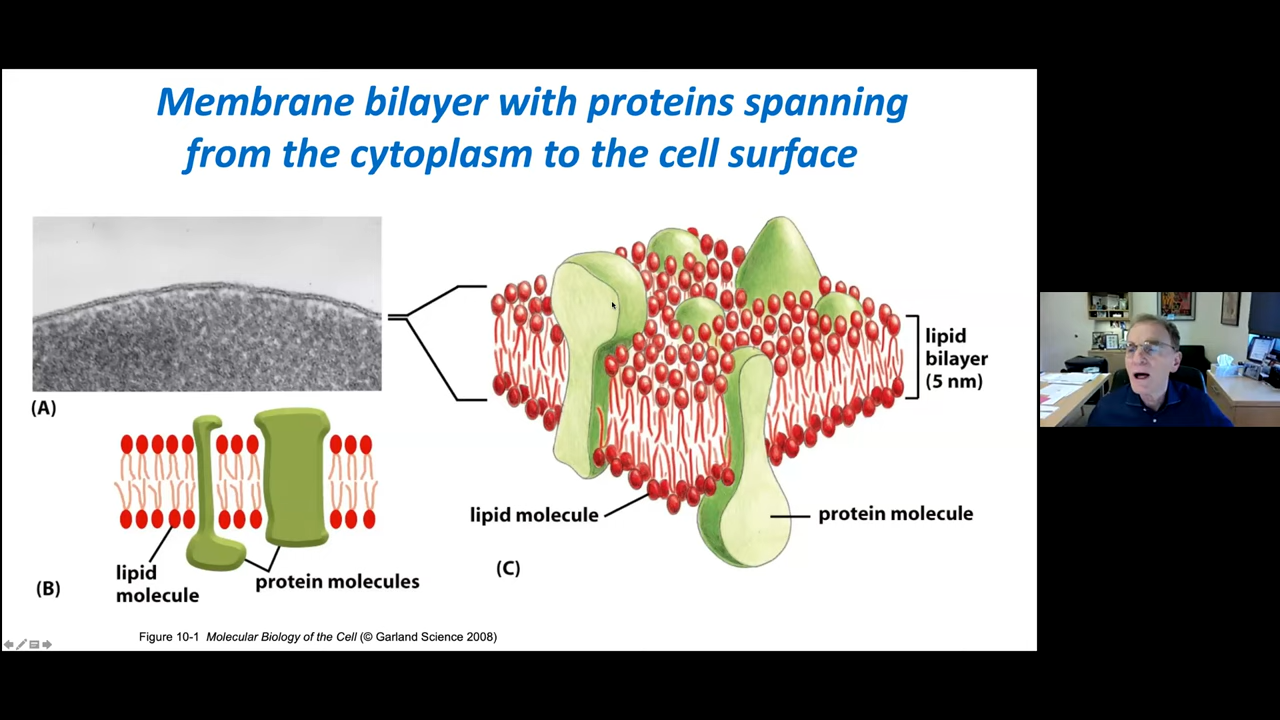 Membrane bilayer with proteins spanning
from the cytoplasm to the cell surface
(A)
lipid
bilayer
(5 nm)
lipid molecule
protein molecule
(C)
lipid
molecule
protein molecules
(B)
Figure 10-1 Molecular Biology of the Cell (© Garland Science 2008)